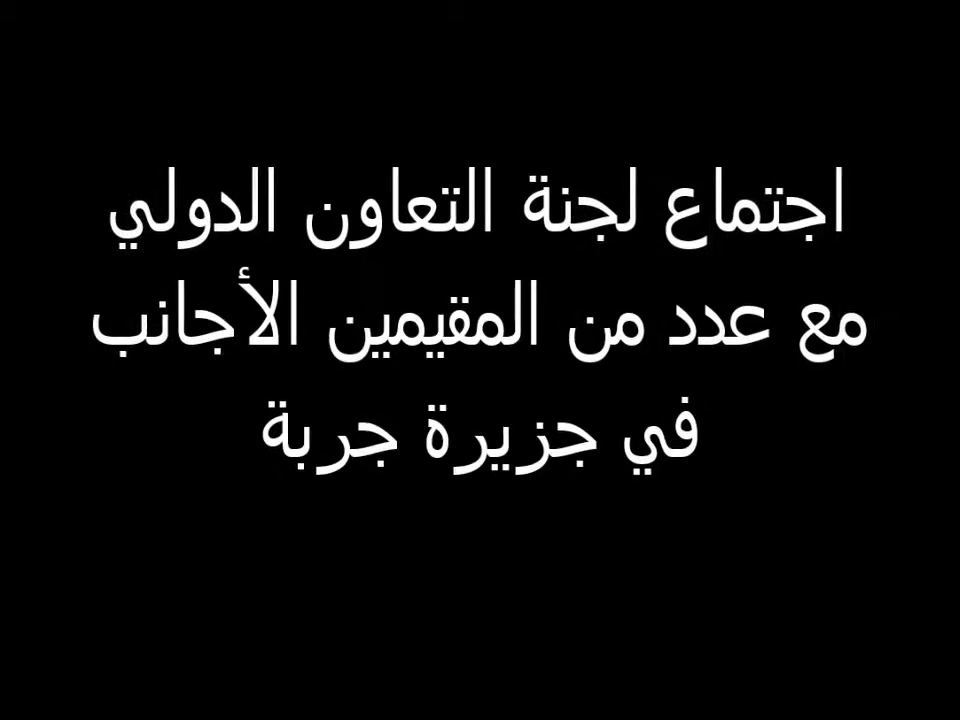 اجتماع لجنة التعاون الدولي
مع عدد من المقيمين الأجانب
في جزيرة جربة